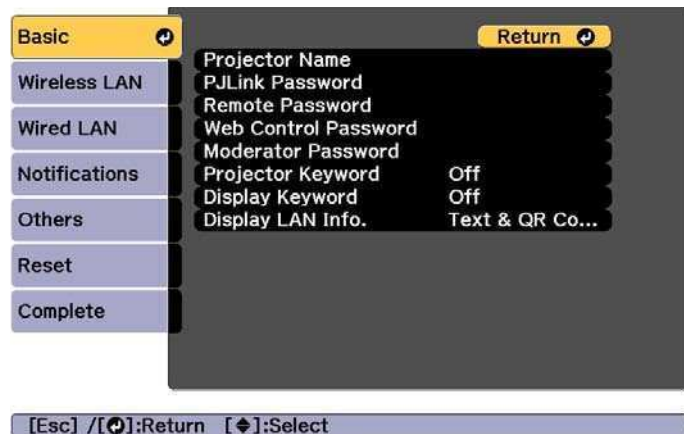 Basic
Return
Projector Name
Wireless LAN
PJLink Password
Remote Password
Wired LAN
Web Control Password
Moderator Password
Notifications
Projector Keyword Off
Display Keyword Off
Others
Display LAN Info. Text & QR Co...
Reset
Complete
[Esc] /[ ]:Return [ ]:Select